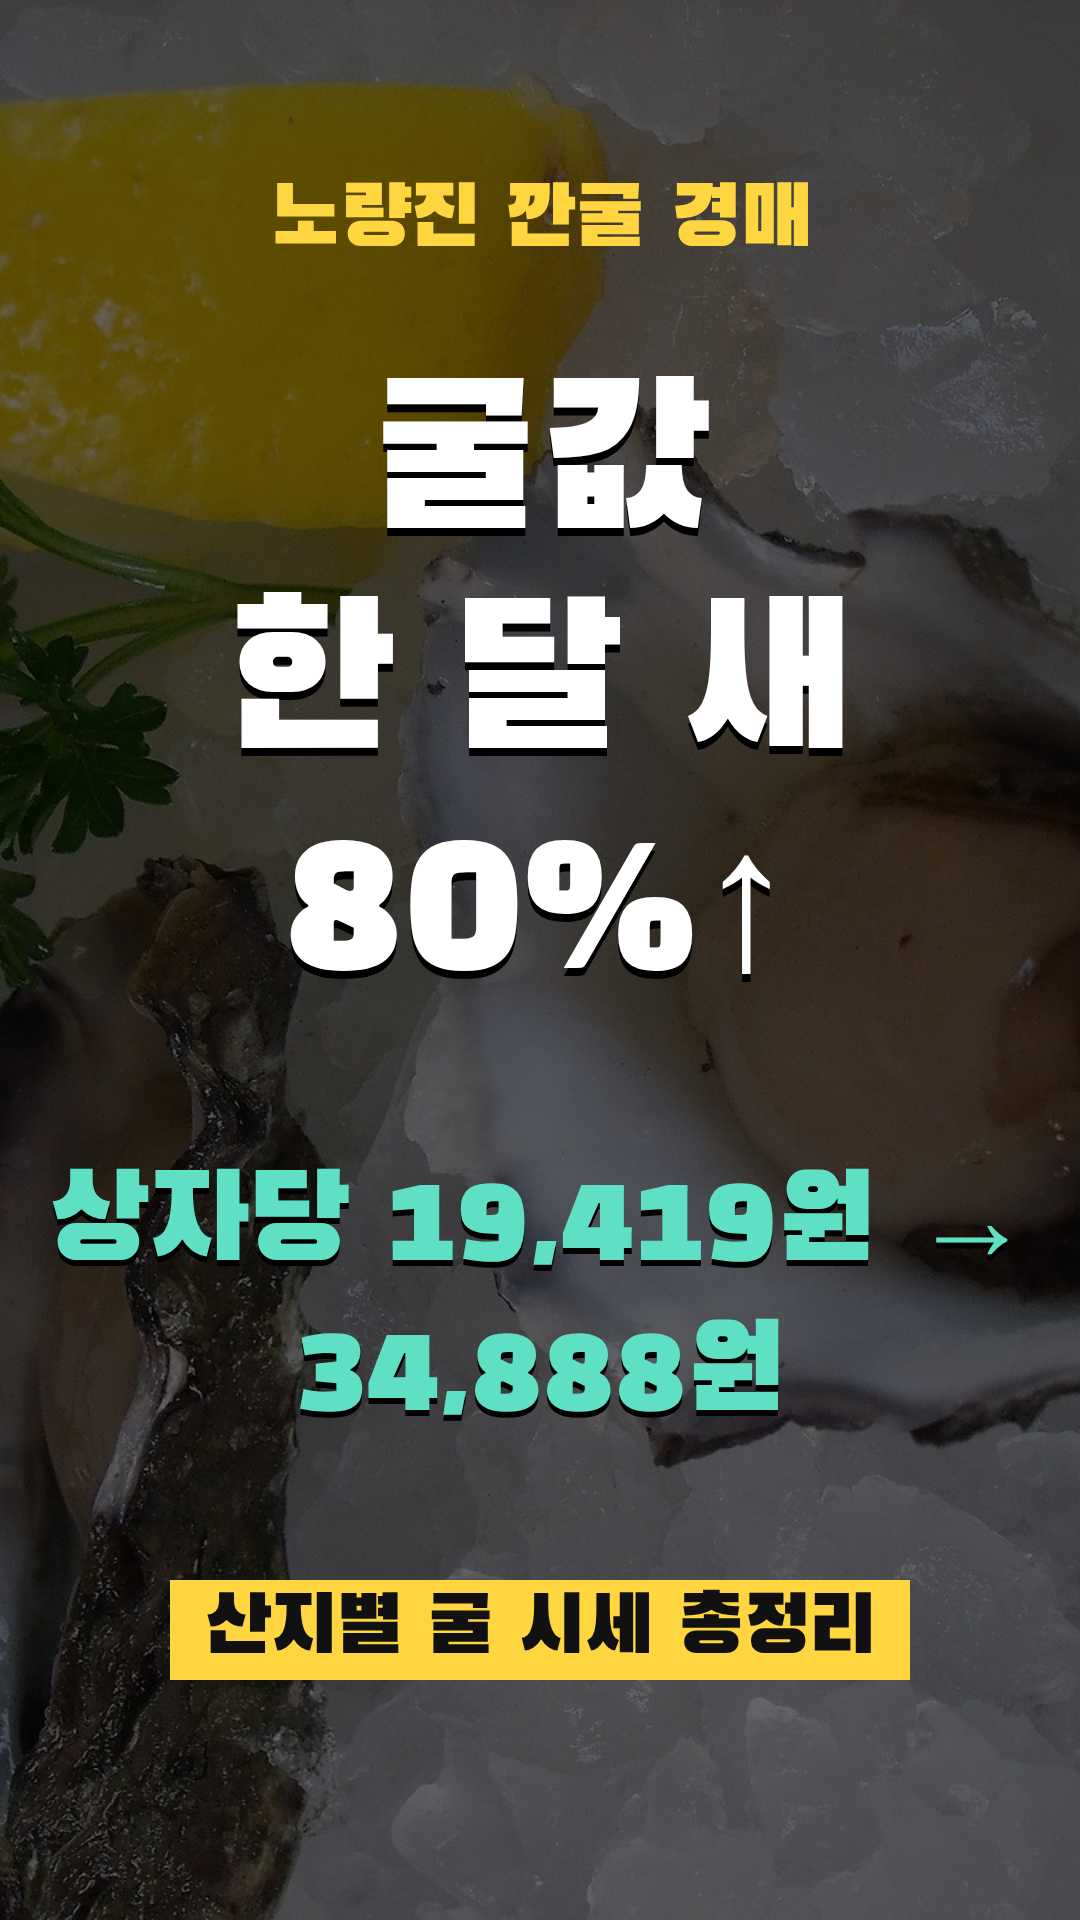 노량진 깐굴 경매
굴값
한 달 새
80%↑
상자당 19,419원 →
34,888원
산지별 굴 시세 총정리